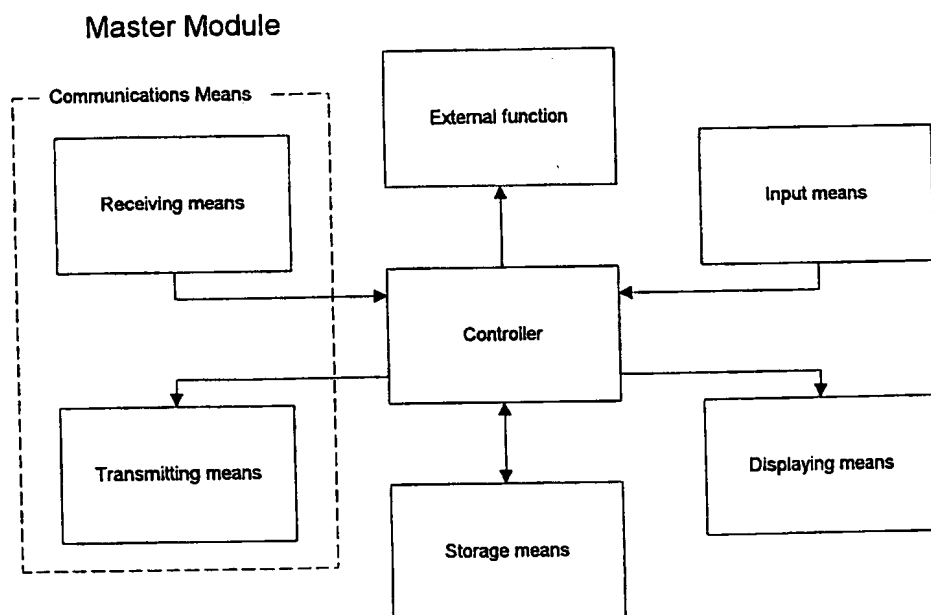 Master Module
Communications Means
External function
Receiving means
Input means
Controller
Transmitting means
Displaying means
Storage means